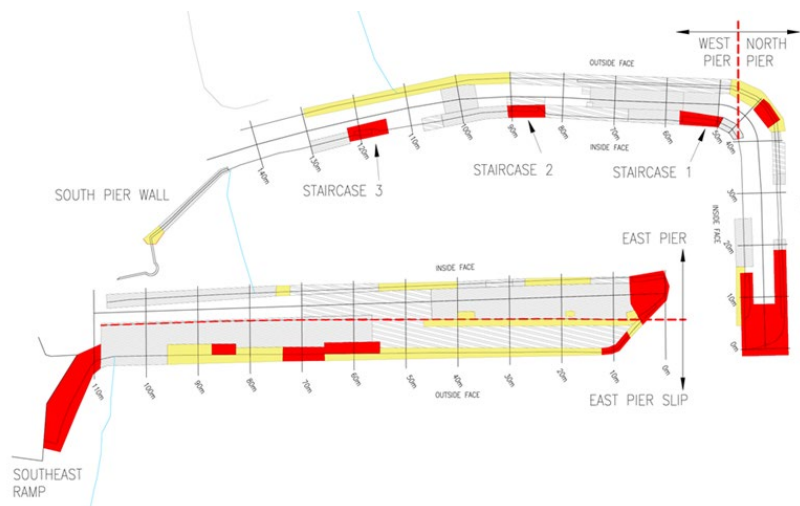 WEST PIER
NORTH PIER
OUTSIDE FACE
INSIDE FACE
140m
130m
120m
110m
100m
90m
80m
70m
60m
50m
40m
STAIRCASE 3
STAIRCASE 2
STAIRCASE 1
SOUTH PIER WALL
30m
20m
10m
0m
INSIDE FACE
EAST PIER
INSIDE FACE
110m
100m
90m
80m
70m
60m
50m
40m
30m
20m
10m
0m
OUTSIDE FACE
EAST PIER SLIP
SOUTHEAST
RAMP